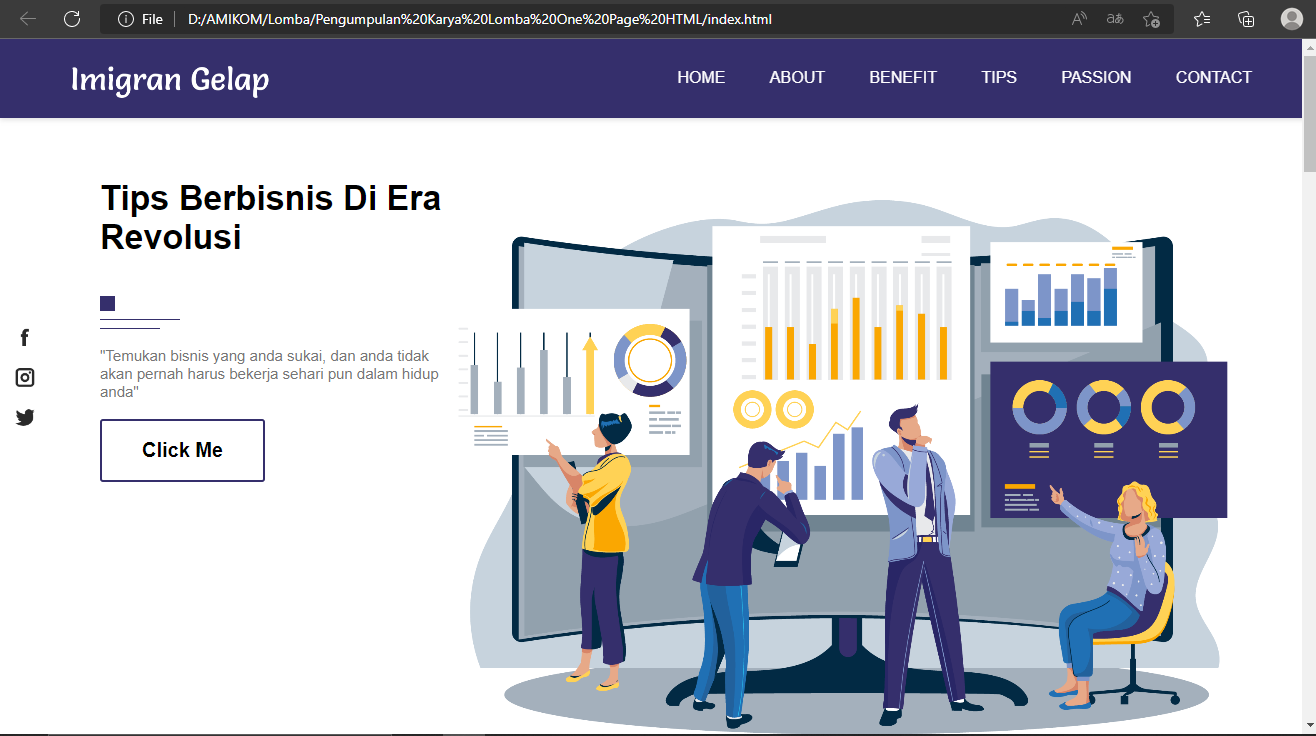 File
D:/AMIKOM/Lomba/Pengumpulan%20Karya%20Lomba%20One%20Page%20HTML/index.html
Imigran Gelap
HOME ABOUT BENEFIT TIPS PASSION CONTACT
Tips Berbisnis Di Era
Revolusi
"Temukan bisnis yang anda sukai, dan anda tidak
akan pernah harus bekerja sehari pun dalam hidup
anda"
Click Me